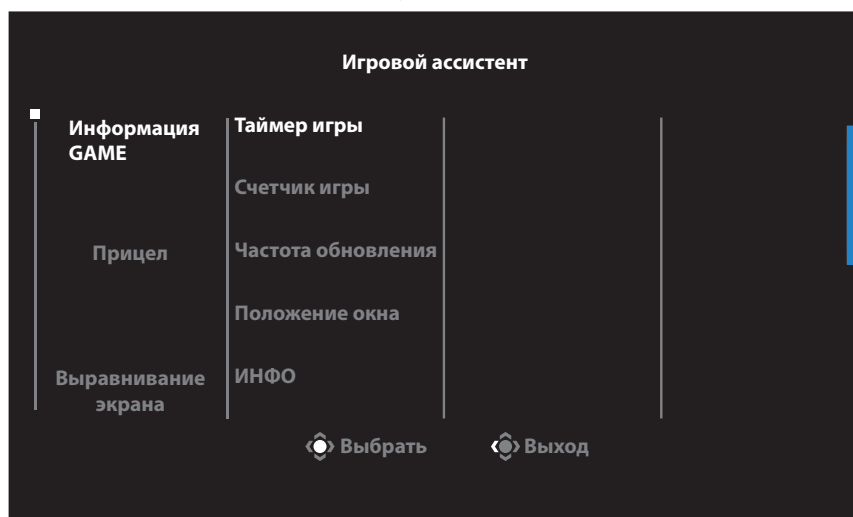 Игровой ассистент
Информация
GAME
Прицел
Выравнивание
экрана
Таймер игры
Счетчик игры
Частота обновления
Положение окна
ИНФО
Выбрать
Выход